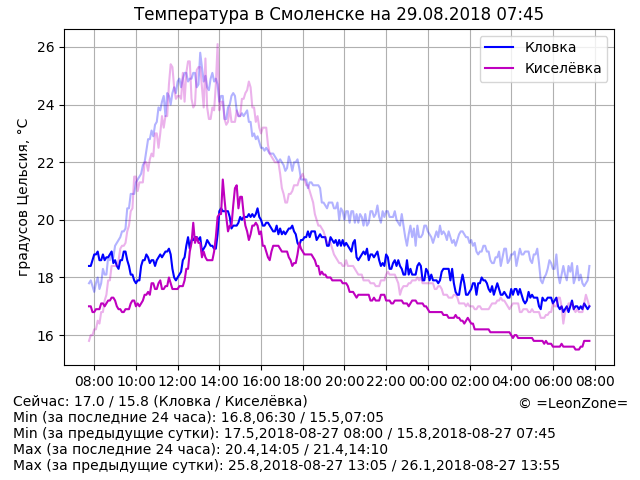 Температура в Смоленске на 29.08.2018 07:45
Кловка
Киселёвка
градусов Цельсия, °C
26
24
22
20
18
16
08:00 10:00 12:00 14:00 16:00 18:00 20:00 22:00 00:00 02:00 04:00 06:00 08:00
Сейчас: 17.0 / 15.8 (Кловка / Киселёвка)
© =LeonZone=
Min (за последние 24 часа): 16.8,06:30 / 15.5,07:05
Min (за предыдущие сутки): 17.5,2018-08-27 08:00 / 15.8,2018-08-27 07:45
Max (за последние 24 часа): 20.4,14:05 / 21.4,14:10
Max (за предыдущие сутки): 25.8,2018-08-27 13:05 / 26.1,2018-08-27 13:55